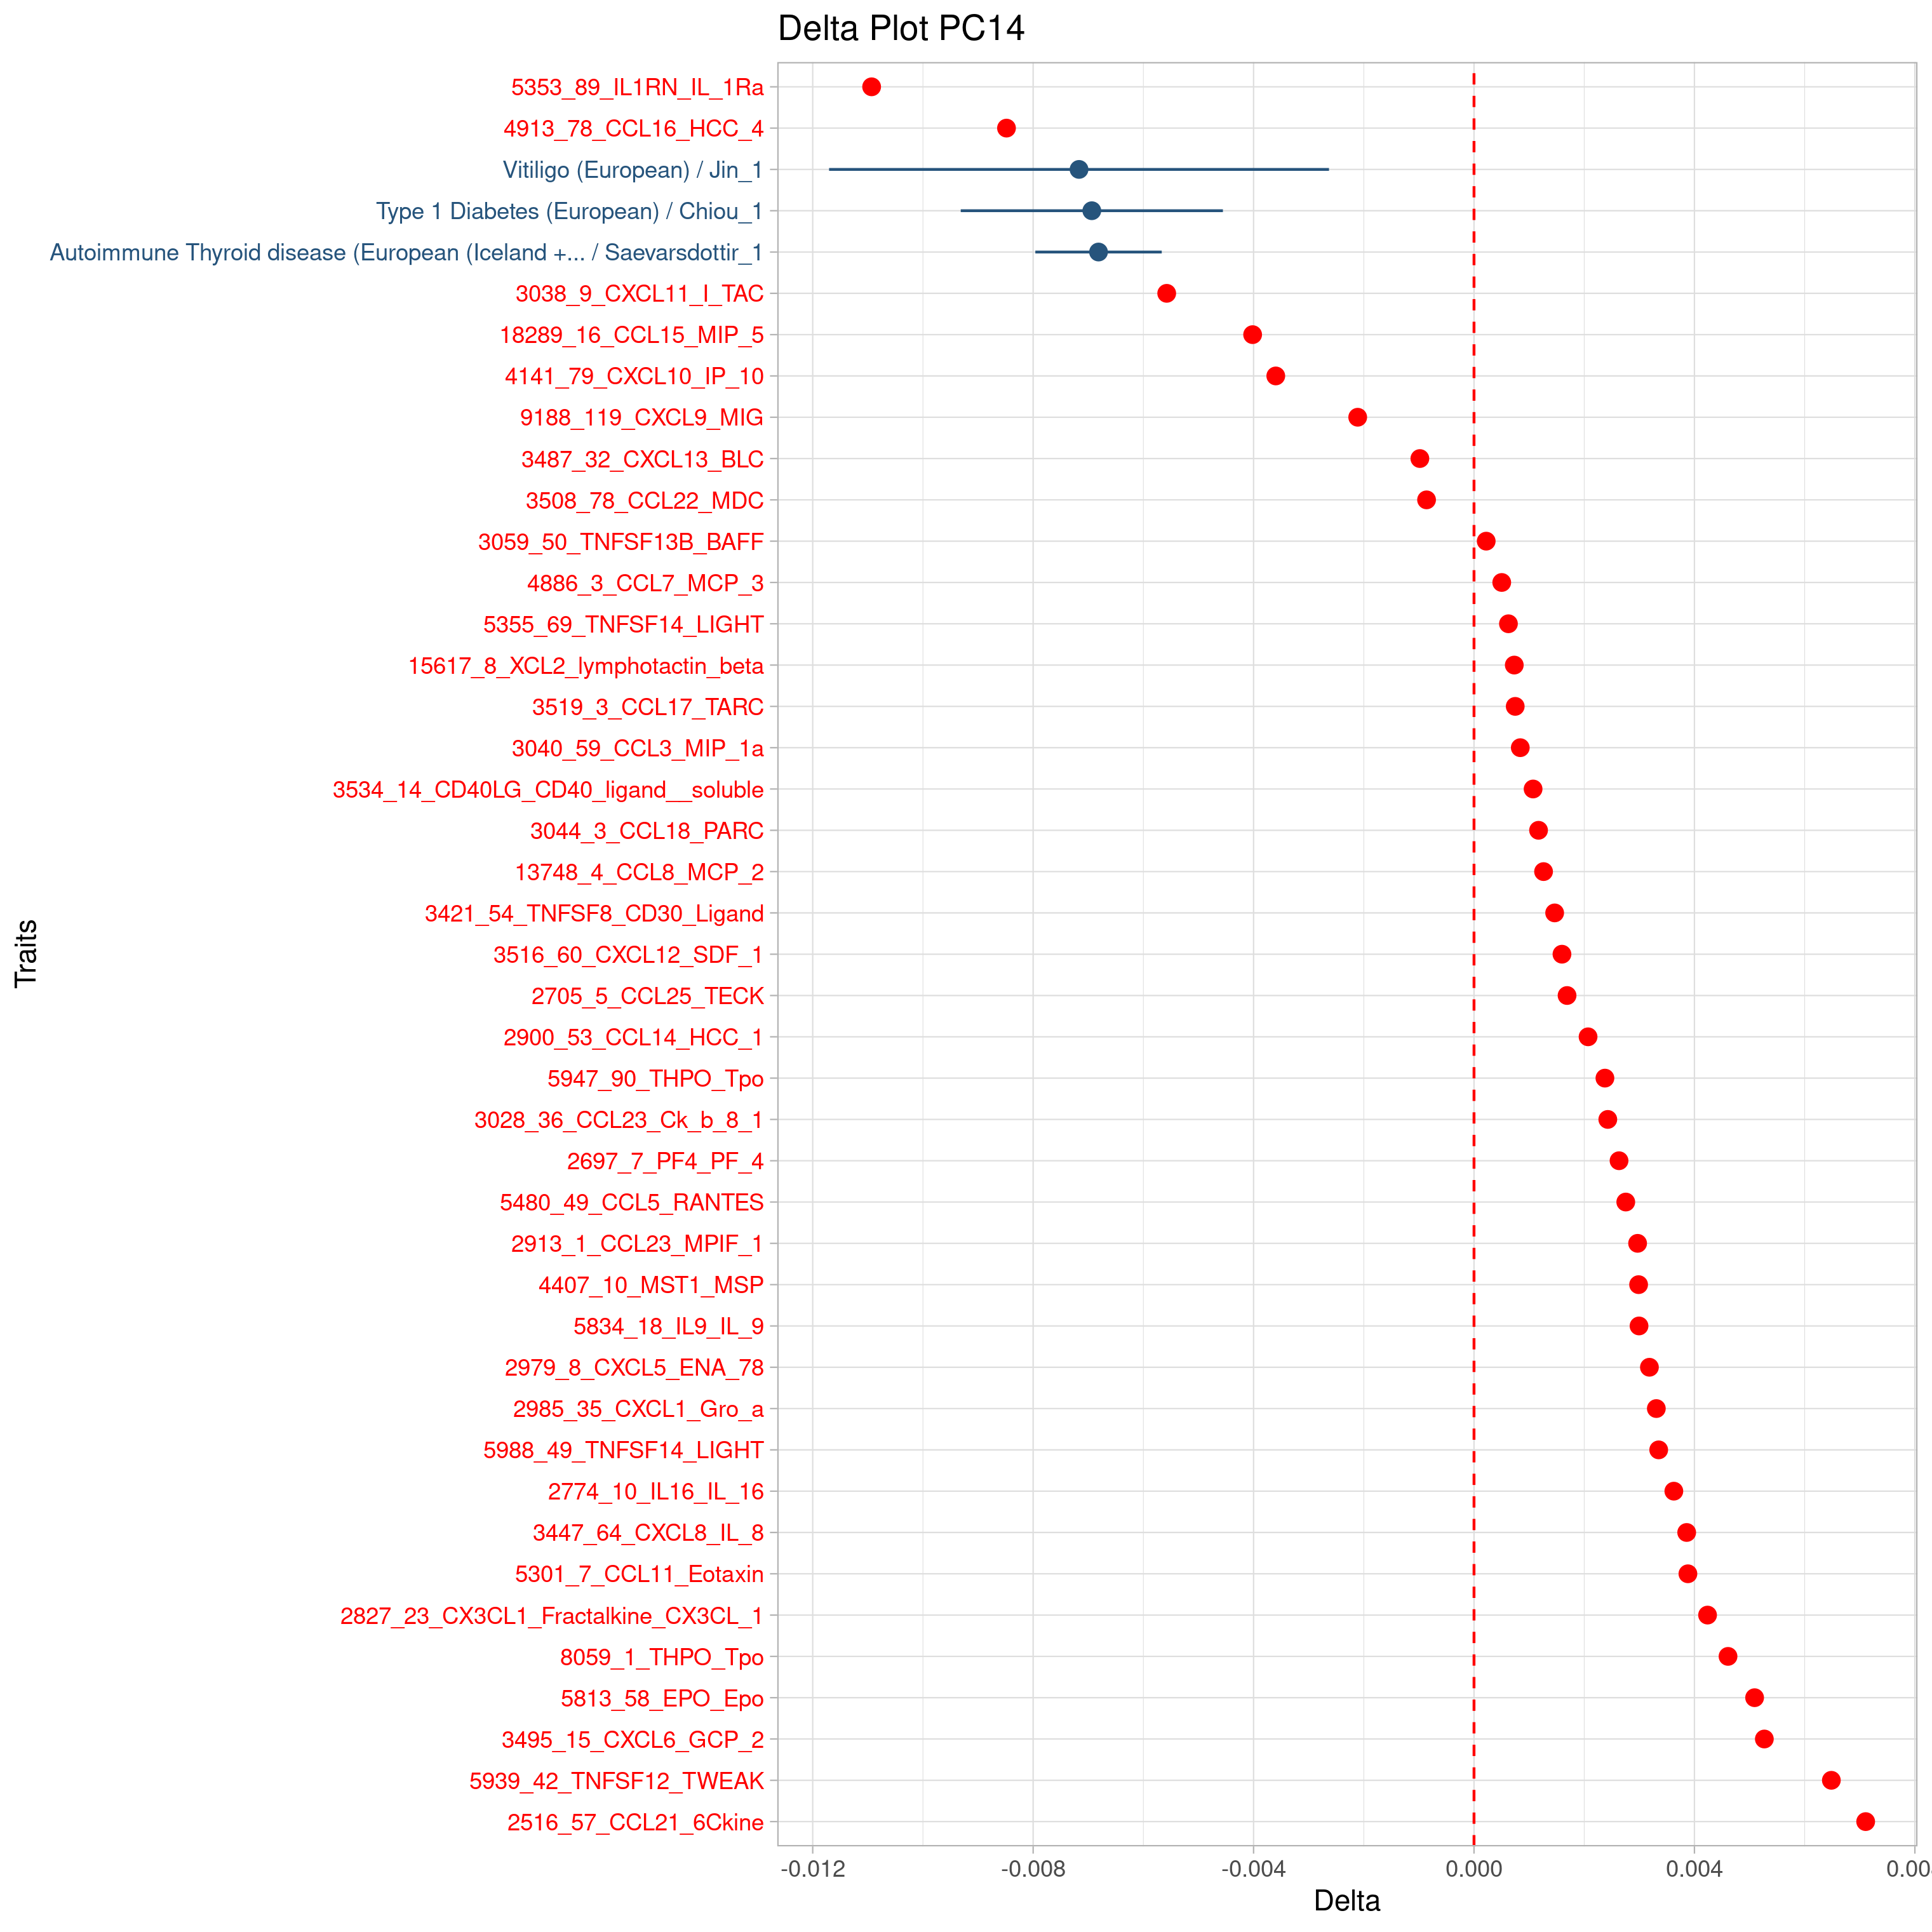 Delta Plot PC14
5353_89_IL1RN_IL_1Ra
4913_78_CCL16_HCC_4
Vitiligo (European) / Jin_1
Type 1 Diabetes (European) / Chiou_1
Autoimmune Thyroid disease (European (Iceland +... / Saevarsdottir_1
3038_9_CXCL11_I_TAC
18289_16_CCL15_MIP_5
4141_79_CXCL10_IP_10
9188_119_CXCL9_MIG
3487_32_CXCL13_BLC
3508_78_CCL22_MDC
3059_50_TNFSF13B_BAFF
4886_3_CCL7_MCP_3
5355_69_TNFSF14_LIGHT
15617_8_XCL2_lymphotactin_beta
3519_3_CCL17_TARC
3040_59_CCL3_MIP_1a
3534_14_CD40LG_CD40_ligand__soluble
3044_3_CCL18_PARC
13748_4_CCL8_MCP_2
3421_54_TNFSF8_CD30_Ligand
3516_60_CXCL12_SDF_1
2705_5_CCL25_TECK
2900_53_CCL14_HCC_1
5947_90_THPO_Tpo
3028_36_CCL23_Ck_b_8_1
2697_7_PF4_PF_4
5480_49_CCL5_RANTES
2913_1_CCL23_MPIF_1
4407_10_MST1_MSP
5834_18_IL9_IL_9
2979_8_CXCL5_ENA_78
2985_35_CXCL1_Gro_a
5988_49_TNFSF14_LIGHT
2774_10_IL16_IL_16
3447_64_CXCL8_IL_8
5301_7_CCL11_Eotaxin
2827_23_CX3CL1_Fractalkine_CX3CL_1
8059_1_THPO_Tpo
5813_58_EPO_Epo
3495_15_CXCL6_GCP_2
5939_42_TNFSF12_TWEAK
2516_57_CCL21_6Ckine
Traits
-0.012 -0.008 -0.004 0.000 0.004 0.00
Delta